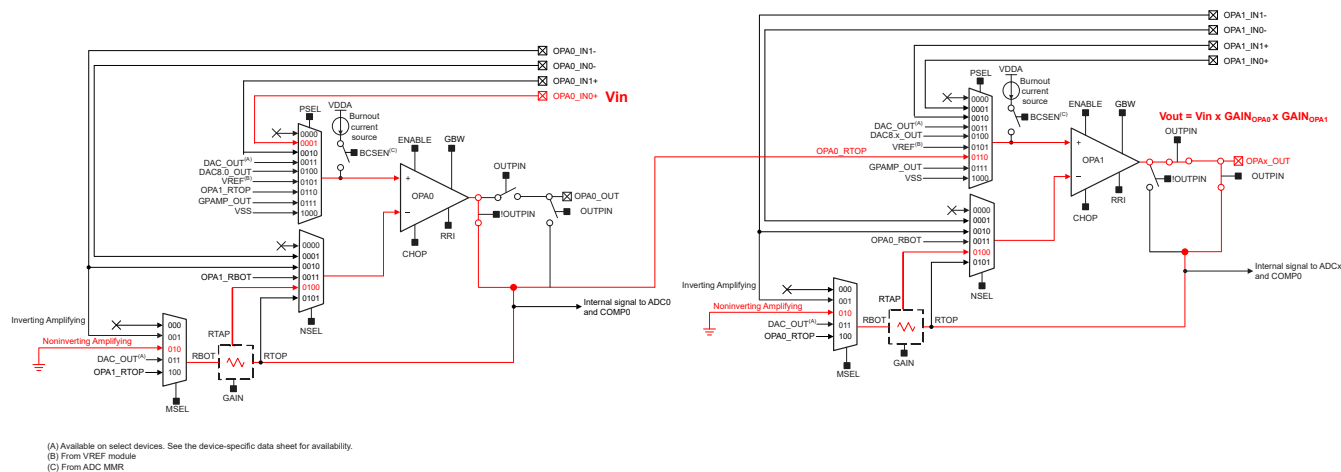 OPA0_IN1-
OPA0_IN0-
OPA0_IN1+
OPA0_IN0+ Vin
PSEL
VDDA
Burnout
current
source
BCSEN(C)
0000
0001
0010
DAC_OUT(A) 0011
DAC8.0_OUT 0100
VREF(B) 0101
OPA1_RTOP 0110
GPAMP_OUT 0111
VSS 1000
ENABLE
GBW
+
OPA0
−
CHOP
RRI
OUTPIN
!OUTPIN
OPA0_OUT
OUTPIN
0000
0001
0010
OPA1_RBOT 0011
0100
0101
NSEL
Internal signal to ADC0
and COMP0
Inverting Amplifying
Noninverting Amplifying
000
001
010
DAC_OUT(A) 011
OPA1_RTOP 100
MSEL
RBOT
RTAP
RTOP
GAIN
OPA1_IN1-
OPA1_IN0-
OPA1_IN1+
OPA1_IN0+
PSEL
VDDA
Burnout
current
source
BCSEN(C)
0000
0001
0010
DAC_OUT(A) 0011
DAC8.x_OUT 0100
VREF(B) 0101
OPA0_RTOP 0110
GPAMP_OUT 0111
VSS 1000
ENABLE
GBW
+
OPA1
−
CHOP
RRI
Vout = Vin x GAINOPA0 x GAINOPA1
OUTPIN
!OUTPIN
OPAx_OUT
OUTPIN
0000
0001
0010
OPA0_RBOT 0011
0100
0101
NSEL
Internal signal to ADCx
and COMP0
Inverting Amplifying
Noninverting Amplifying
000
001
010
DAC_OUT(A) 011
OPA0_RTOP 100
MSEL
RBOT
RTAP
RTOP
GAIN
(A) Available on select devices. See the device-specific data sheet for availability.
(B) From VREF module
(C) From ADC MMR